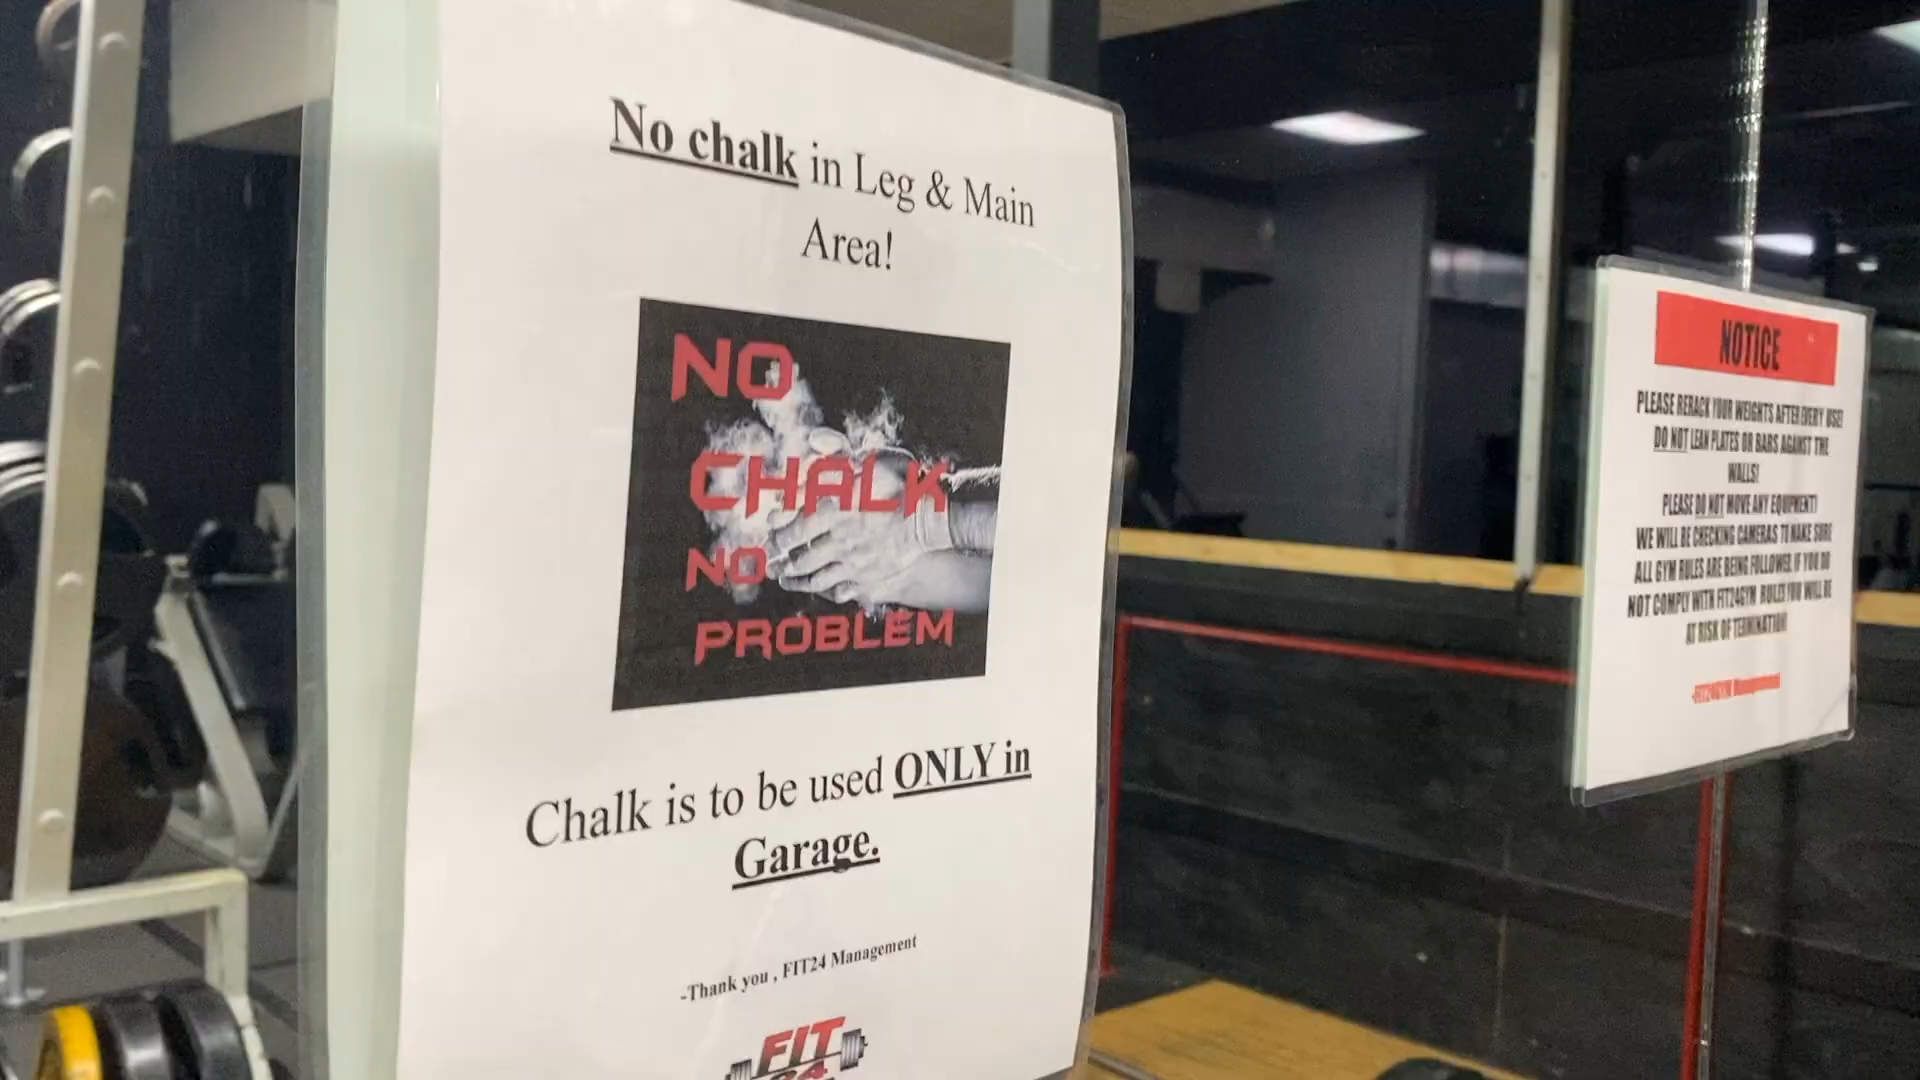 No chalk in Leg & Main
Area!
NO
CHALK
NO
PROBLEM
Chalk is to be used ONLY in
Garage.
-Thank you , FIT24 Management
FIT
24
NOTICE
PLEASE RERACK YOUR WEIGHTS AFTER EVERY USE!
DO NOT LEAN PLATES OR BARS AGAINST THE
WALLS!
PLEASE DO NOT MOVE ANY EQUIPMENT!
WE WILL BE CHECKING CAMERAS TO MAKE SURE
ALL GYM RULES ARE BEING FOLLOWED. IF YOU DO
NOT COMPLY WITH FIT24GYM RULES YOU WILL BE
AT RISK OF TERMINATION!
-FIT24GYM Management